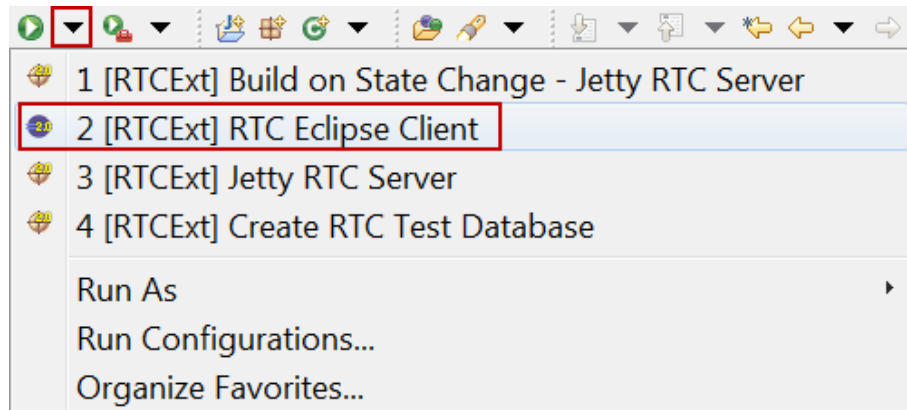 1 [RTCExt] Build on State Change - Jetty RTC Server
2 [RTCExt] RTC Eclipse Client
3 [RTCExt] Jetty RTC Server
4 [RTCExt] Create RTC Test Database
Run As
Run Configurations...
Organize Favorites...